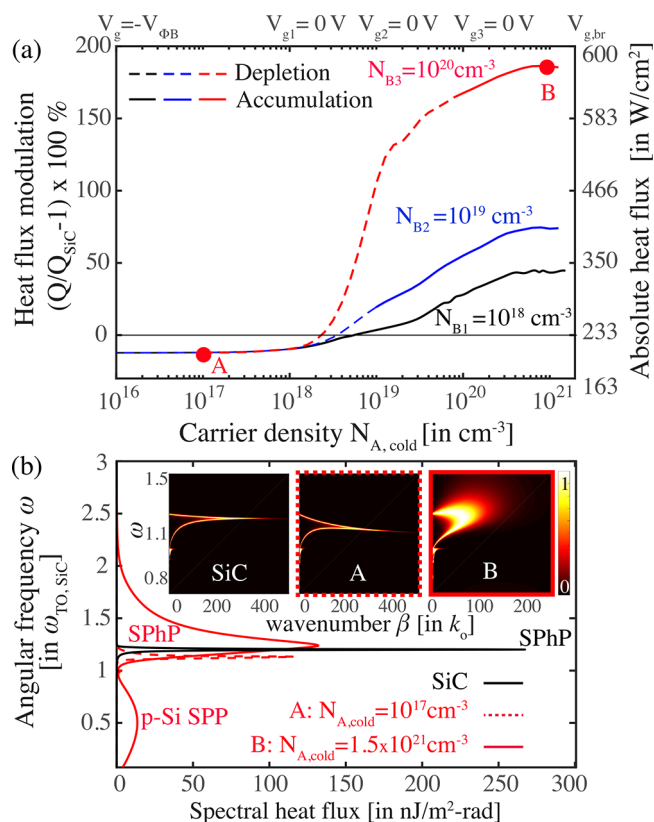 V_g=-V_ΦB V_g1=0 V V_g2=0 V V_g3=0 V V_g,br
(a)
200
150
100
50
0
Heat flux modulation
(Q/Q_SiC-1) x 100 %
Depletion
Accumulation
N_B3=10^20cm^-3
B
N_B2=10^19 cm^-3
N_B1=10^18 cm^-3
A
600
583
466
350
233
163
Absolute heat flux [in W/cm^2]
10^16 10^17 10^18 10^19 10^20 10^21
Carrier density N_A,cold [in cm^-3]
(b)
3
2.5
2
1.5
1
0.5
Angular frequency ω
[in ω_TO,SiC]
1.5
1.1
0.8
ω
SiC
A
B
1
0
0 200 400
0 200 400
0 100 200
wavenumber β [in k_o]
SPhP
SPhP
p-Si SPP
SiC
A: N_A,cold=10^17cm^-3
B: N_A,cold=1.5x10^21cm^-3
0 50 100 150 200 250 300
Spectral heat flux [in nJ/m^2-rad]